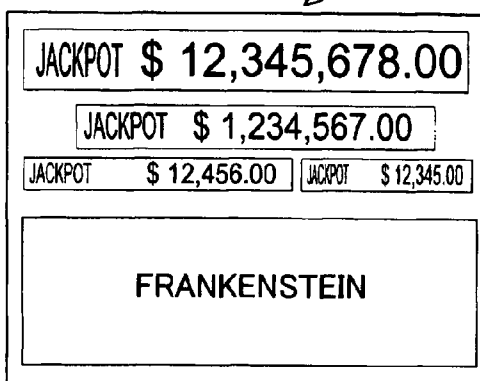 JACKPOT $ 12,345,678.00
JACKPOT $ 1,234,567.00
JACKPOT $ 12,456.00 JACKPOT $ 12,345.00
FRANKENSTEIN